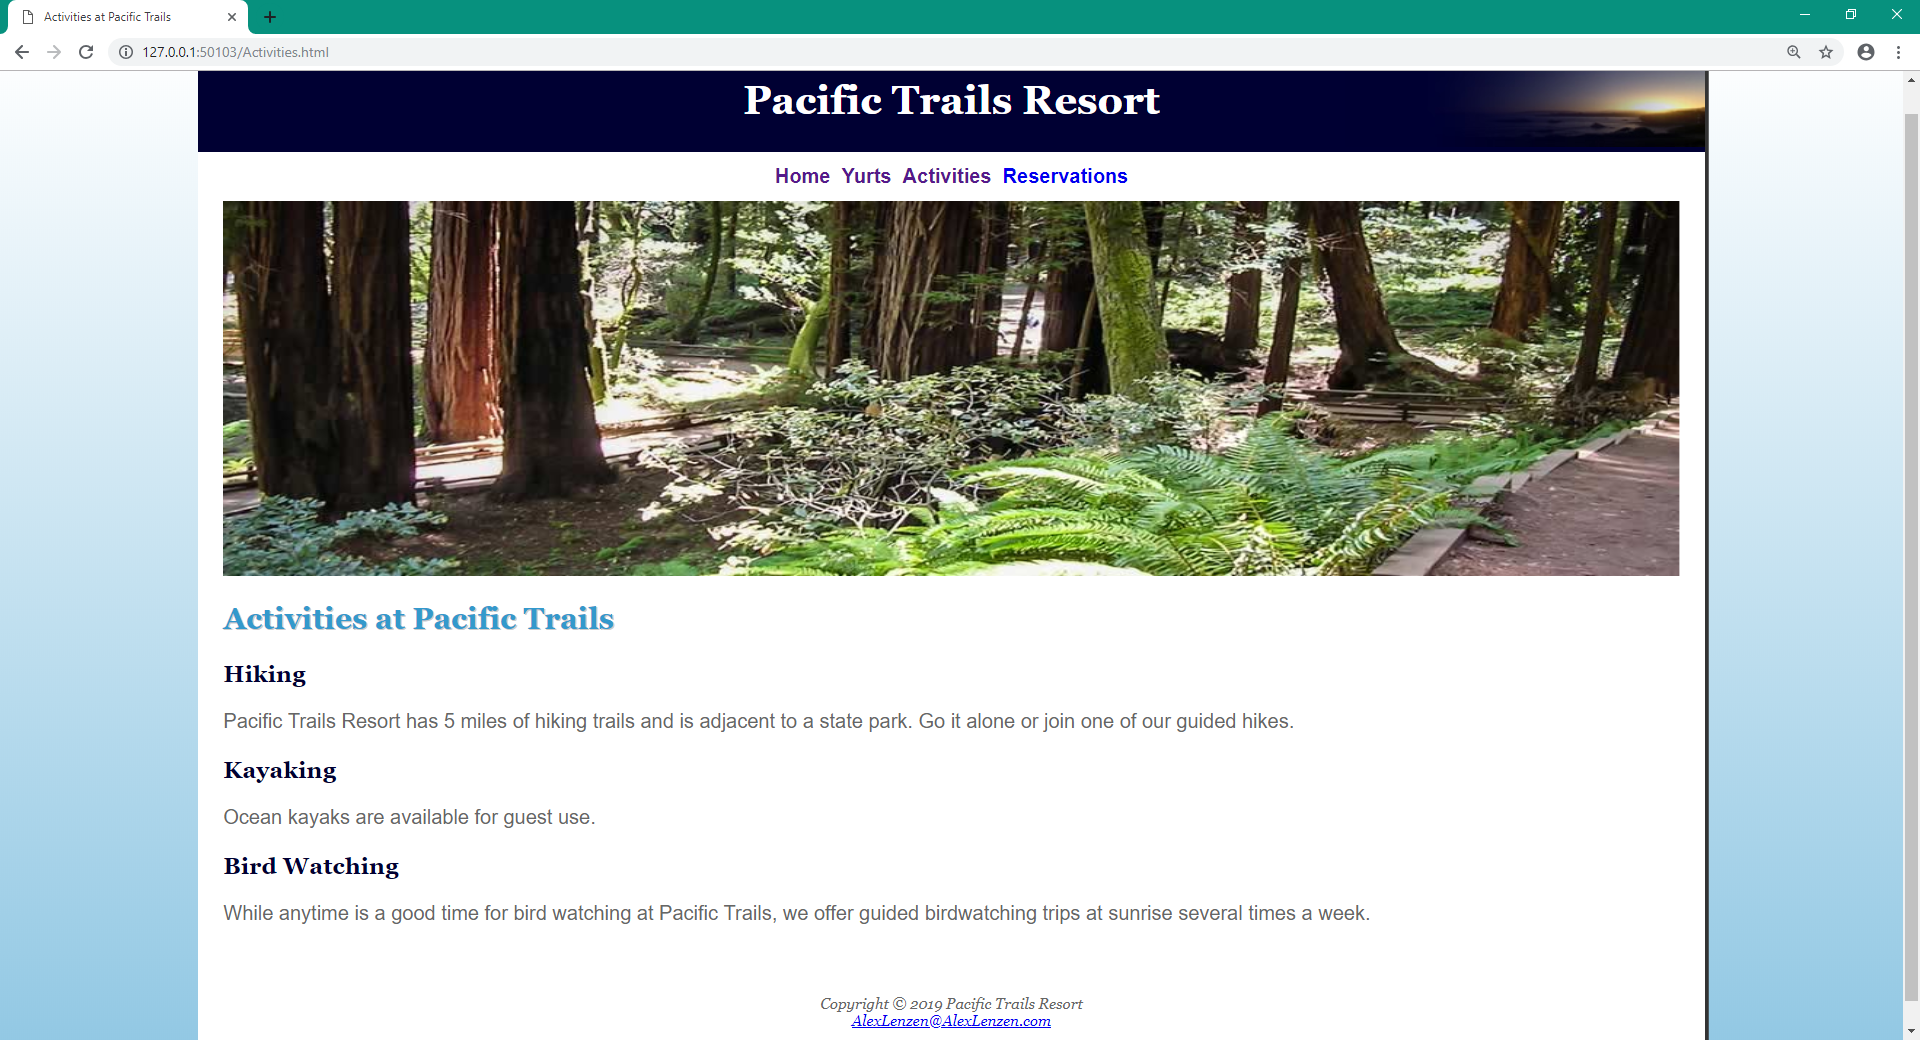 Activities at Pacific Trails
127.0.0.1:50103/Activities.html
Pacific Trails Resort
Home Yurts Activities Reservations
Activities at Pacific Trails
Hiking
Pacific Trails Resort has 5 miles of hiking trails and is adjacent to a state park. Go it alone or join one of our guided hikes.
Kayaking
Ocean kayaks are available for guest use.
Bird Watching
While anytime is a good time for bird watching at Pacific Trails, we offer guided birdwatching trips at sunrise several times a week.
Copyright © 2019 Pacific Trails Resort
AlexLenzen@AlexLenzen.com